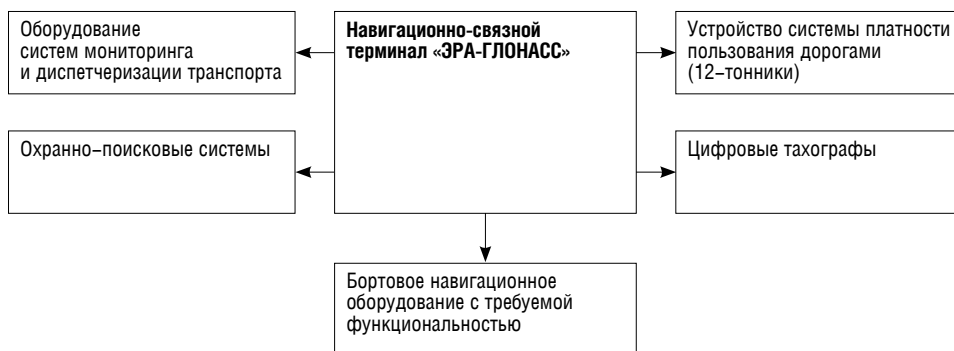 Оборудование
систем мониторинга
и диспетчеризации транспорта
Навигационно-связной
терминал «ЭРА-ГЛОНАСС»
Устройство системы платности
пользования дорогами
(12–тонники)
Охранно–поисковые системы
Цифровые тахографы
Бортовое навигационное
оборудование с требуемой
функциональностью